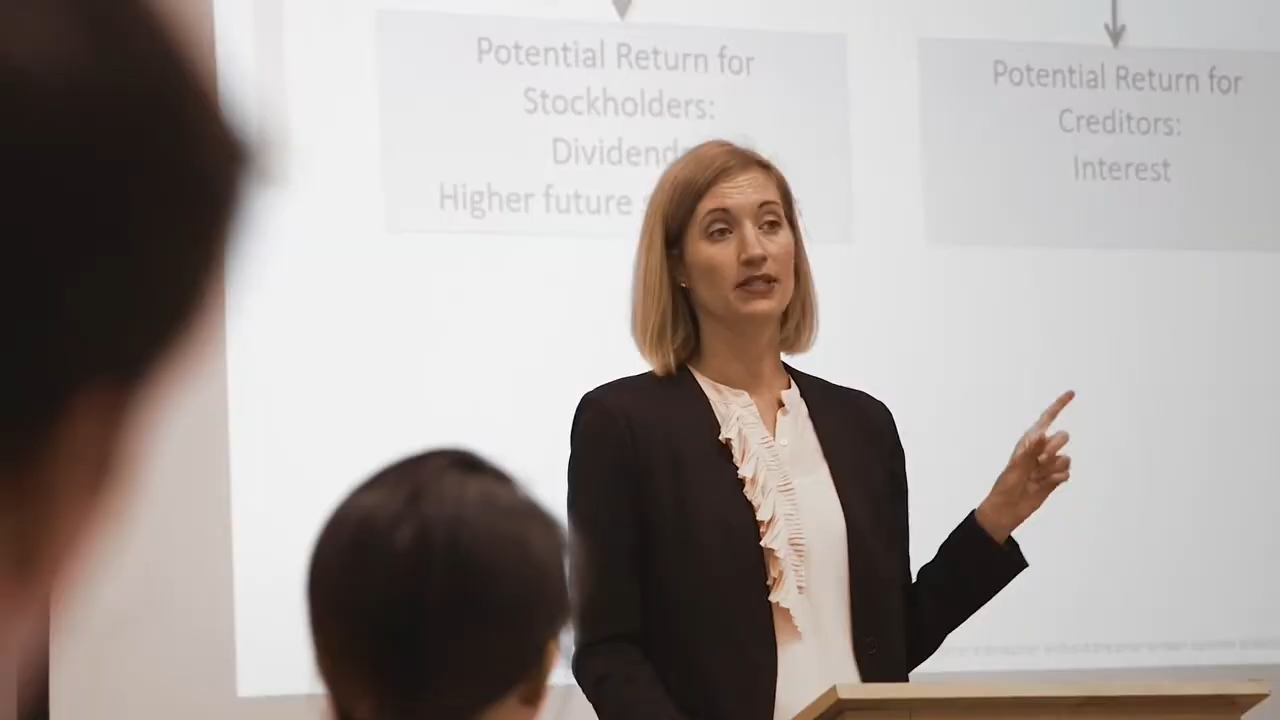 Potential Return for
Stockholders:
Dividend
Higher future
Potential Return for
Creditors:
Interest